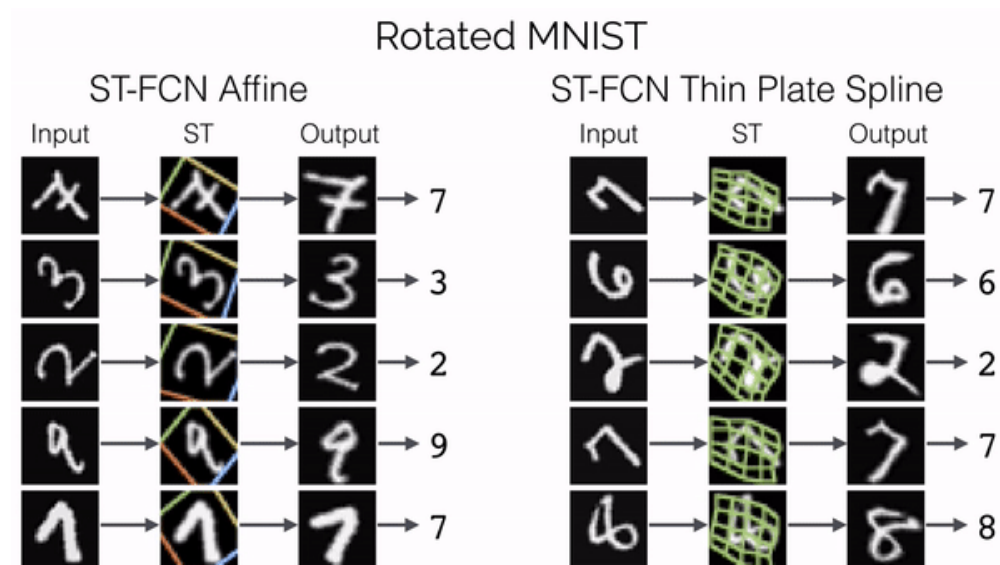 Rotated MNIST
ST-FCN Affine
Input ST Output
7
3
2
9
7
ST-FCN Thin Plate Spline
Input ST Output
7
6
2
7
8